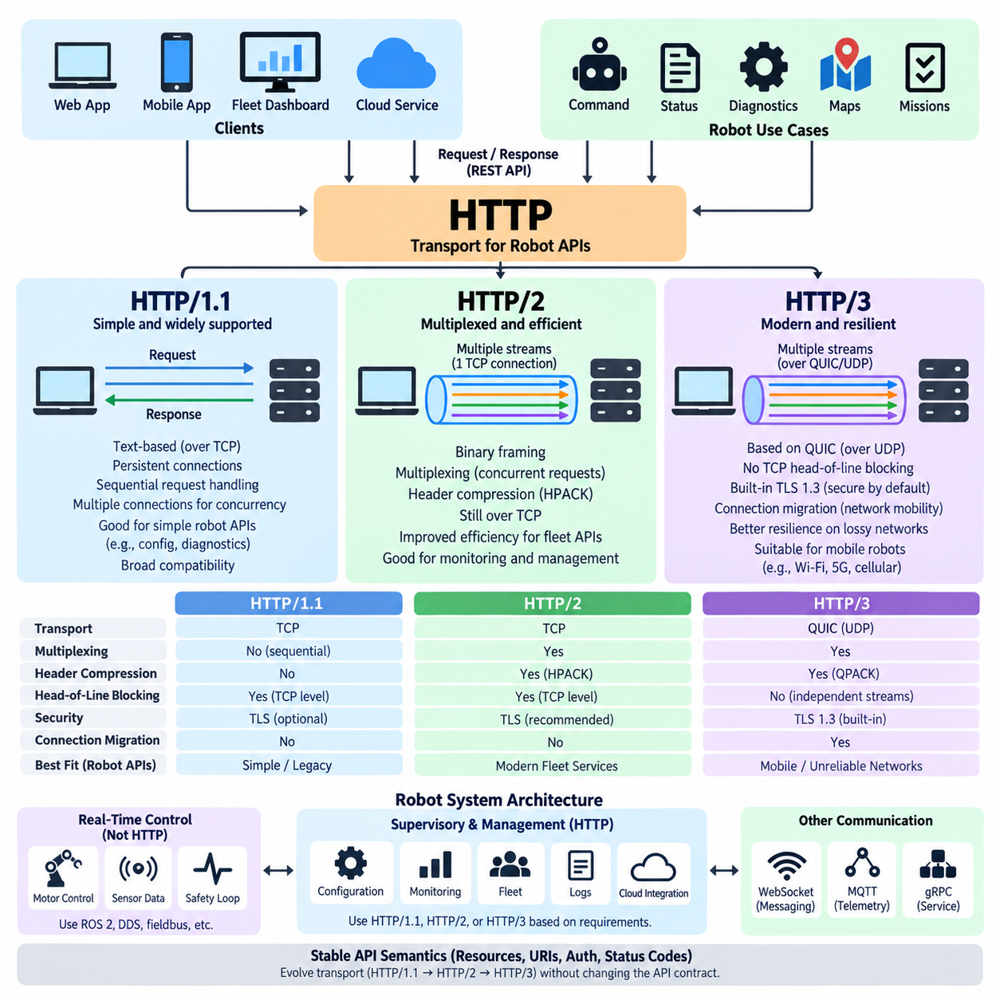 Web App
Mobile App
Fleet Dashboard
Cloud Service
Clients
Command
Status
Diagnostics
Maps
Missions
Robot Use Cases
Request / Response
(REST API)
HTTP
Transport for Robot APIs
HTTP/1.1
Simple and widely supported
Request
Response
Text-based (over TCP)
Persistent connections
Sequential request handling
Multiple connections for concurrency
Good for simple robot APIs
(e.g., config, diagnostics)
Broad compatibility
HTTP/2
Multiplexed and efficient
Multiple streams
(1 TCP connection)
Binary framing
Multiplexing (concurrent requests)
Header compression (HPACK)
Still over TCP
Improved efficiency for fleet APIs
Good for monitoring and management
HTTP/3
Modern and resilient
Multiple streams
(over QUIC/UDP)
Based on QUIC (over UDP)
No TCP head-of-line blocking
Built-in TLS 1.3 (secure by default)
Connection migration (network mobility)
Better resilience on lossy networks
Suitable for mobile robots
(e.g., Wi-Fi, 5G, cellular)
HTTP/1.1 HTTP/2 HTTP/3
Transport TCP TCP QUIC (UDP)
Multiplexing No (sequential) Yes Yes
Header Compression No Yes (HPACK) Yes (QPACK)
Head-of-Line Blocking Yes (TCP level) Yes (TCP level) No (independent streams)
Security TLS (optional) TLS (recommended) TLS 1.3 (built-in)
Connection Migration No No Yes
Best Fit (Robot APIs) Simple / Legacy Modern Fleet Services Mobile / Unreliable Networks
Robot System Architecture
Real-Time Control
(Not HTTP)
Motor Control
Sensor Data
Safety Loop
Use ROS 2, DDS, fieldbus, etc.
Supervisory & Management (HTTP)
Configuration
Monitoring
Fleet
Logs
Cloud Integration
Use HTTP/1.1, HTTP/2, or HTTP/3 based on requirements.
Other Communication
WebSocket
(Messaging)
MQTT
(Telemetry)
gRPC
(Service)
Stable API Semantics (Resources, URIs, Auth, Status Codes)
Evolve transport (HTTP/1.1 → HTTP/2 → HTTP/3) without changing the API contract.